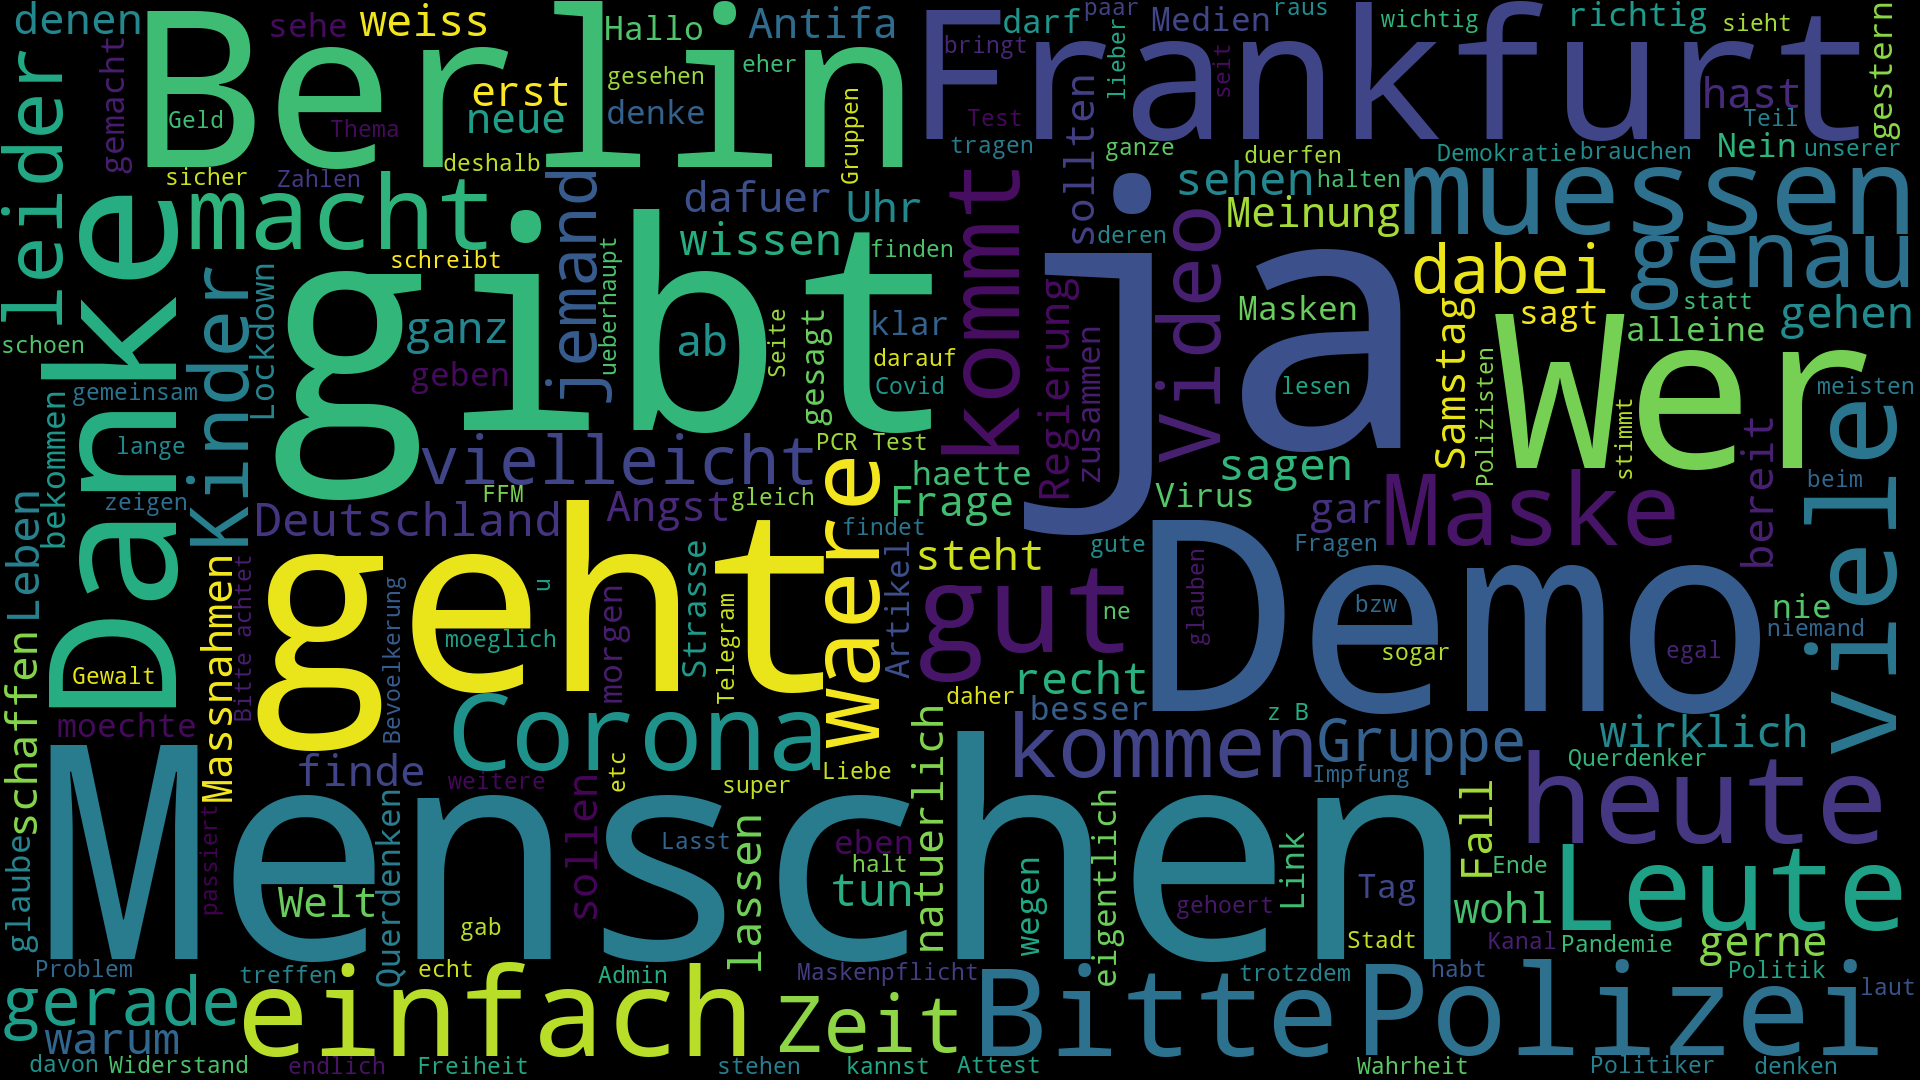 denen
sehe
weiss
Berlin
Hallo
Antifa
Frankfurt
darf
paar
Medien
raus
wichtig
richtig
sieht
gestern
leider
gemacht
Geld
Thema
erst
neue
gesehen
denke
eher
bringt
lieber
seit
hast
Test
Teil
Gruppen
deshalb
tragen
sollten
ganze
duerfen
Demokratie
brauchen
Nein
unserer
sicher
Zahlen
macht
jemand
dafuer
Uhr
kommt
ja
sehen
halten
muessen
Danke
gibt
wissen
finden
deren
Video
Meinung
genau
schreibt
ueberhaupt
dabei
Kinder
Lockdown
ganz
ab
Seite
gesagt
klar
Regierung
zusammen
Masken
Samstag
sagt
Wer
statt
alleine
gehen
schoen
geben
darauf
Covid
lesen
Polizisten
meisten
gemeinsam
bekommen
lange
vielleicht
PCR Test
haette
sagen
stimmt
bereit
viele
zeigen
Deutschland
FFM
Angst
gleich
waere
Frage
Virus
gar
Maske
beim
Leben
geht
findet
steht
gute
Fragen
Demo
Massnahmen
Bitte achtet
Bevoelkerung
u
morgen
Strasse
Telegram
Artikel
gut
ne
glauben
bzw
nie
niemand
schaffen
Gewalt
moeglich
sogar
egal
moechte
Corona
daher
recht
besser
z B
finde
weitere
etc
super
Liebe
natuerlich
kommen
Gruppe
Impfung
wirklich
Querdenker
heute
glaube
Menschen
passiert
Querdenken
sollen
Lasst
lassen
eben
halt
eigentlich
Link
Fall
Ende
Leute
Welt
tun
wegen
gehoert
Tag
wohl
gab
Stadt
Kanal
Pandemie
gerne
Problem
treffen
echt
Admin
Maskenpflicht
trotzdem
habt
Politik
gerade
einfach
Zeit
Bitte
Polizei
laut
warum
davon
Widerstand
endlich
Freiheit
stehen
kannst
Attest
Wahrheit
Politiker
denken